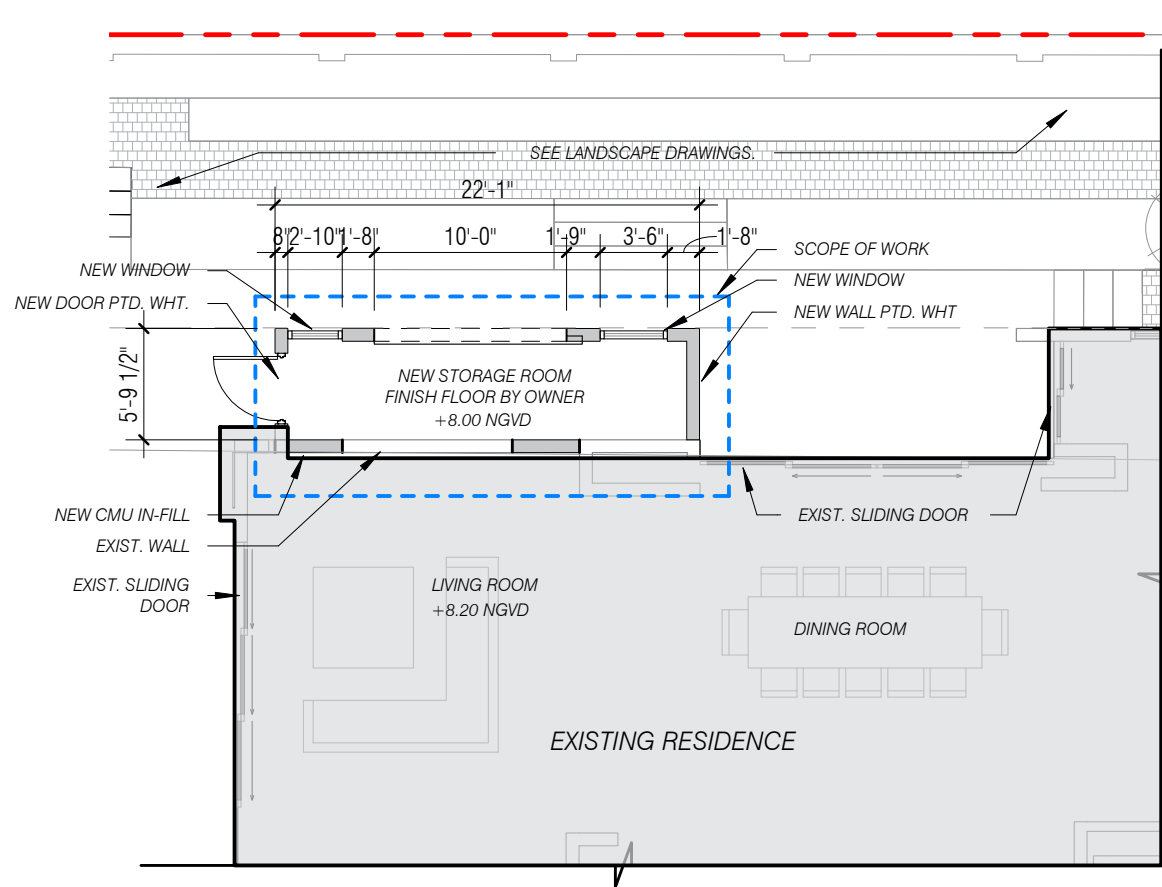 SEE LANDSCAPE DRAWINGS.
22'-1"
8"
2'-10"
1'-8"
10'-0"
1'-9"
3'-6"
1'-8"
SCOPE OF WORK
NEW WINDOW
NEW WINDOW
NEW DOOR PTD. WHT.
NEW WALL PTD. WHT
5'-9 1/2"
NEW STORAGE ROOM
FINISH FLOOR BY OWNER
+8.00 NGVD
NEW CMU IN-FILL
EXIST. WALL
EXIST. SLIDING DOOR
EXIST. SLIDING
DOOR
LIVING ROOM
+8.20 NGVD
DINING ROOM
EXISTING RESIDENCE